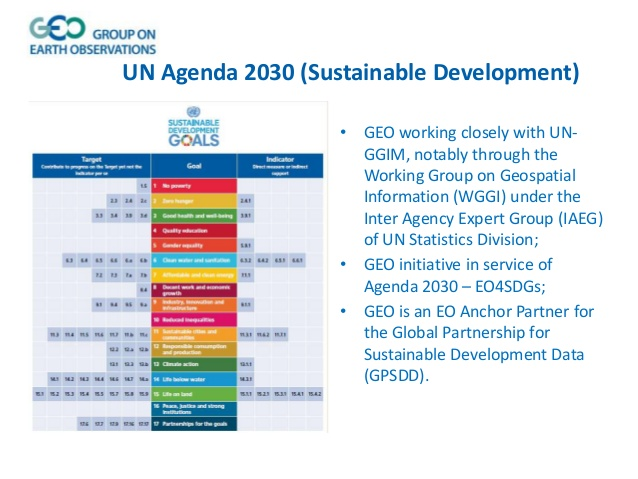 GEO GROUP ON
EARTH OBSERVATIONS
UN Agenda 2030 (Sustainable Development)
SUSTAINABLE
DEVELOPMENT
GOALS
Target
Contribute to progress on the Target yet not the
Indicator per se
Goal
Indicator
Direct measure or indirect
support
1.5 1 No poverty
2.3 2.4 2.c 2 Zero hunger 2.4.1
3.3 3.4 3.9 3.d 3 Good health and well-being 3.9.1
4 Quality education
5 Gender equality 5.a.1
6.3 6.4 6.5 6.6 6.a 6.b 6 Clean water and sanitation 6.3.2 6.4.2 6.5.1 6.6.1
7.2 7.3 7.a 7.b 7 Affordable and clean energy 7.1.1
8.4 8 Decent work and economic
growth
9.1 9.4 9.5 9.a 9 Industry, innovation and
infrastructure 9.1.1
10 Reduced inequalities
11.3 11.4 11.5 11.6 11.7 11.b 11.c 11 Sustainable cities and
communities 11.3.1 11.6.2 11.7.1
12.2 12.a 12.b 12 Responsible consumption
and production
13.1 13.3 13.b 13 Climate action 13.1.1
14.1 14.2 14.3 14.4 14.6 14.7 14.a 14 Life below water 14.3.1
15.1 15.2 15.3 15.4 15.5 15.7 15.8 15.9 15 Life on land 15.1.1 15.2.1 15.3.1 15.4.1 15.4.2
16 Peace, justice and strong
institutions
17.6 17.7 17.9 17.16 17.17 17 Partnerships for the goals
• GEO working closely with UN-
GGIM, notably through the
Working Group on Geospatial
Information (WGGI) under the
Inter Agency Expert Group (IAEG)
of UN Statistics Division;
• GEO initiative in service of
Agenda 2030 – EO4SDGs;
• GEO is an EO Anchor Partner for
the Global Partnership for
Sustainable Development Data
(GPSDD).